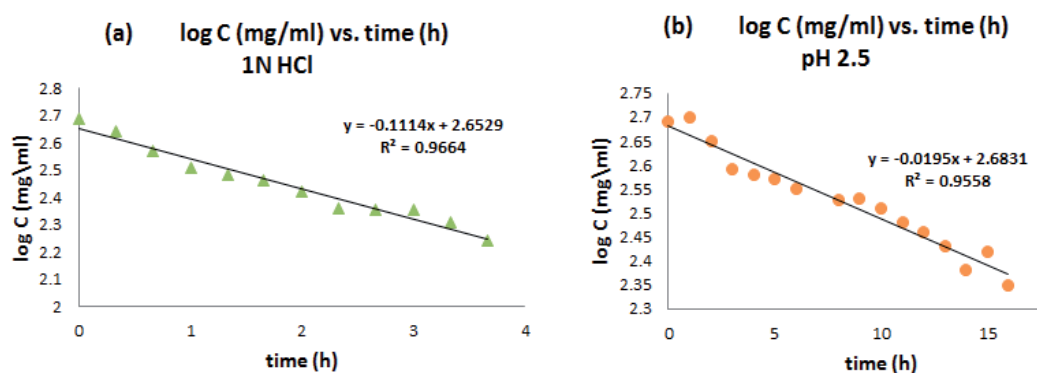 (a) log C (mg/ml) vs. time (h)
1N HCl
2.8
2.7
2.6
2.5
2.4
2.3
2.2
2.1
2
log C (mg\ml)
y = -0.1114x + 2.6529
R² = 0.9664
0 1 2 3 4
time (h)
(b) log C (mg/ml) vs. time (h)
pH 2.5
2.75
2.7
2.65
2.6
2.55
2.5
2.45
2.4
2.35
2.3
log C (mg\ml)
y = -0.0195x + 2.6831
R² = 0.9558
0 5 10 15
time (h)